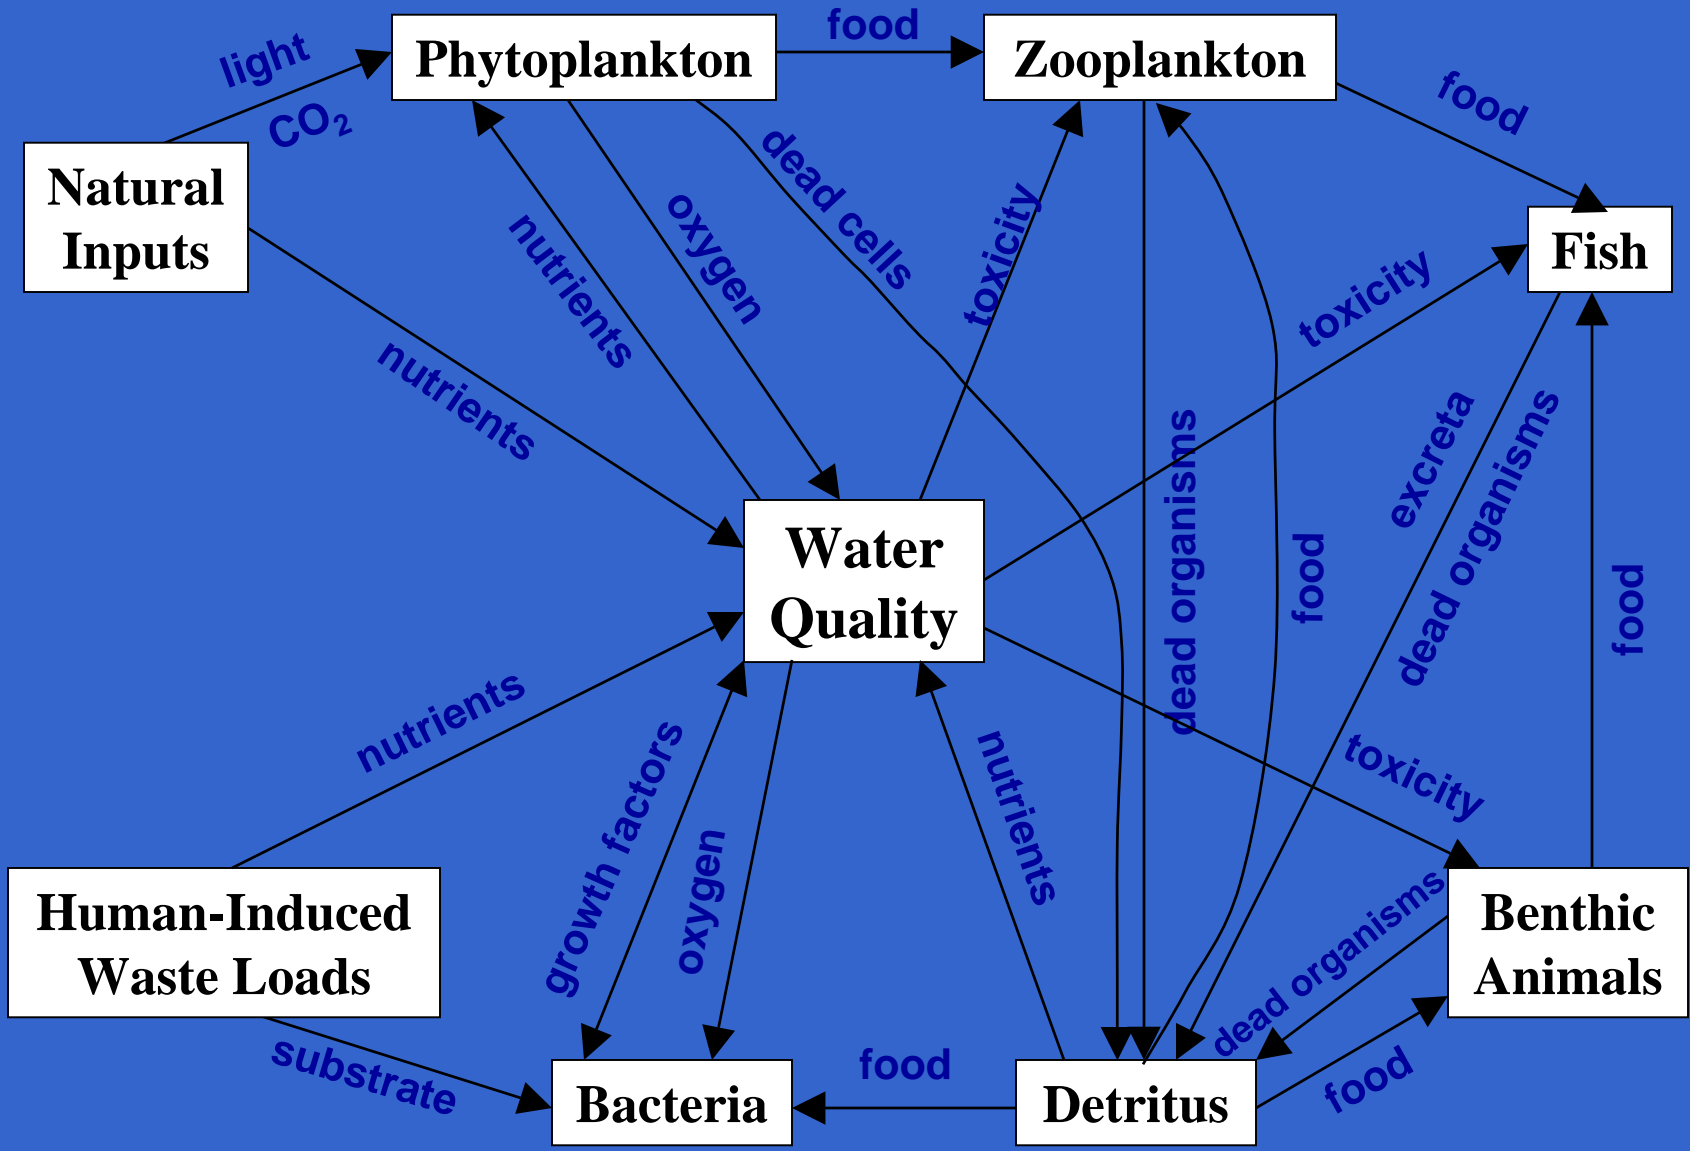 food
Phytoplankton
Zooplankton
light
CO₂
food
dead cells
Natural
Inputs
oxygen
toxicity
nutrients
Fish
toxicity
nutrients
excreta
dead organisms
dead organisms
food
food
Water
Quality
nutrients
growth factors
oxygen
nutrients
toxicity
Human-Induced
Waste Loads
dead organisms
Benthic
Animals
substrate
food
food
Bacteria
Detritus